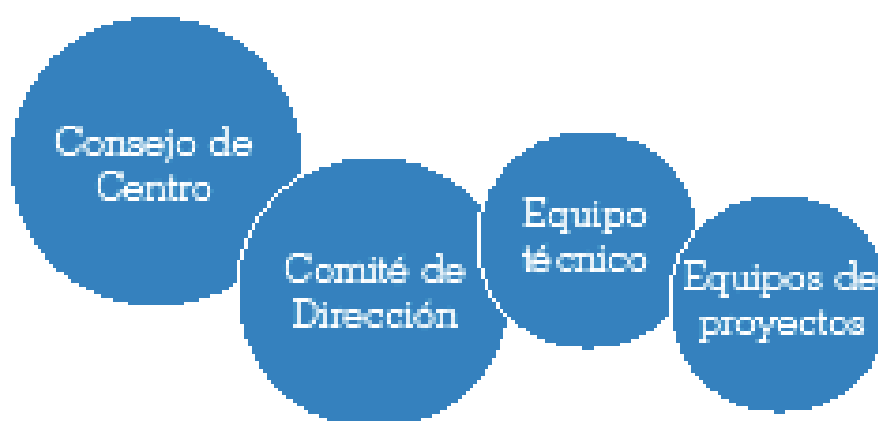 Consejo de
Centro
Comité de
Dirección
Equipo
técnico
Equipos de
proyectos